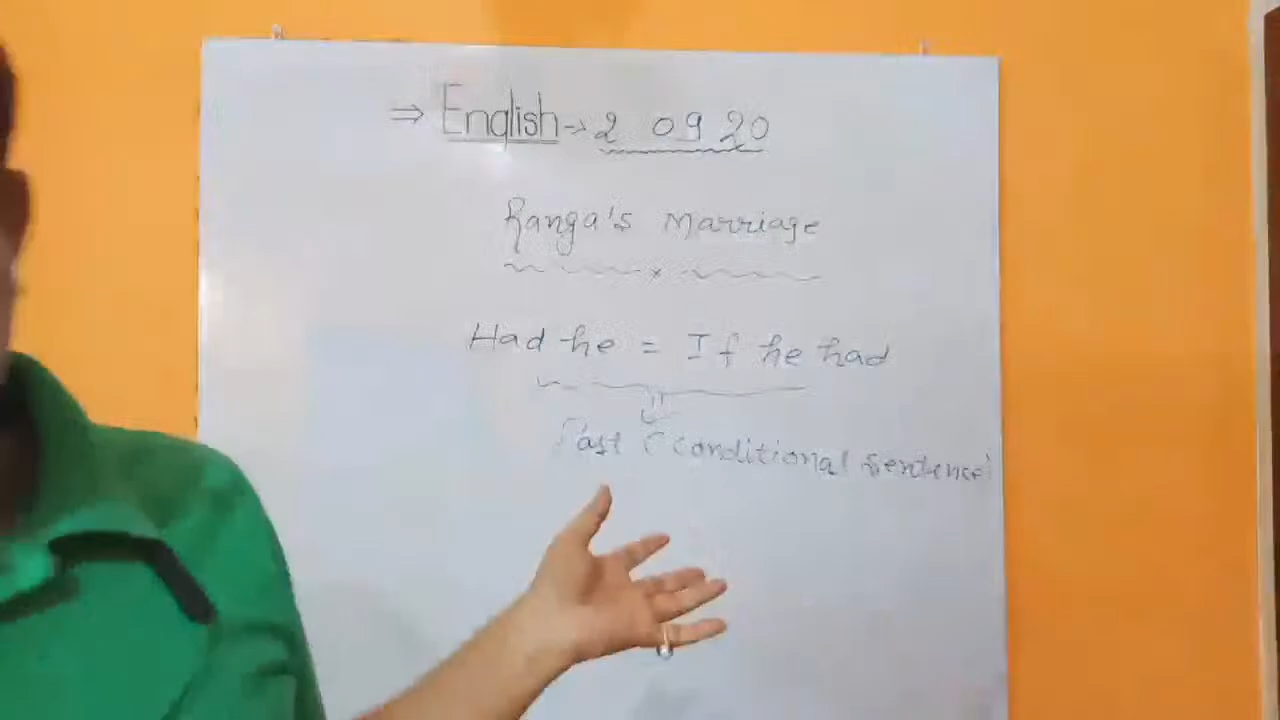 ⇒ English → 2 09 20
Ranga's Marriage
Had he = If he had
Past (conditional sentence)